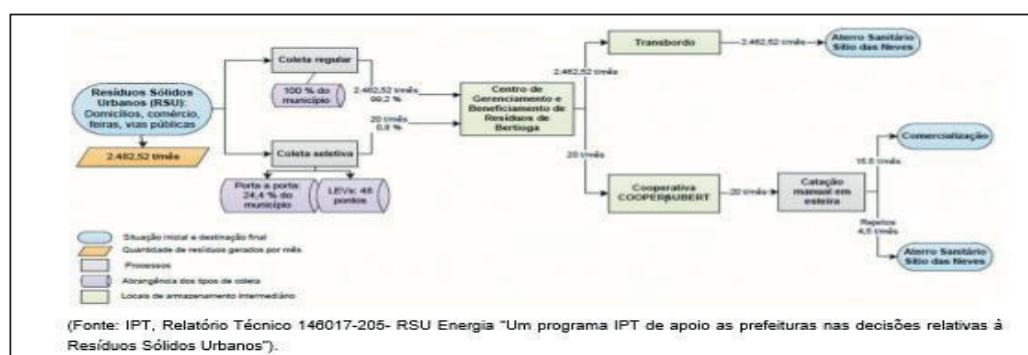 Resíduos Sólidos
Urbanos (RSU):
Domicílios, comércio,
feiras, vias públicas
2.482,52 t/mês
Coleta regular
100 % do
município
Coleta seletiva
Porta a porta:
24,4 % do
município
LEVs: 48
pontos
2.462,52 t/mês
99,2 %
20 t/mês
0,8 %
Centro de
Gerenciamento e
Beneficiamento de
Resíduos de
Bertioga
2.462,52 t/mês
Transbordo
2.462,52 t/mês
Aterro Sanitário
Sítio das Neves
20 t/mês
Cooperativa
COOPERSUBERT
20 t/mês
Catação
manual em
esteira
t/mês
Comercialização
Rejeitos
t/mês
Aterro Sanitário
Sítio das Neves
Situação inicial e destinação final
Quantidade de resíduos gerados por mês
Processos
Abrangência dos tipos de coleta
Locais de armazenamento intermediário
(Fonte: IPT, Relatório Técnico 146017-205- RSU Energia "Um programa IPT de apoio as prefeituras nas decisões relativas à
Resíduos Sólidos Urbanos").